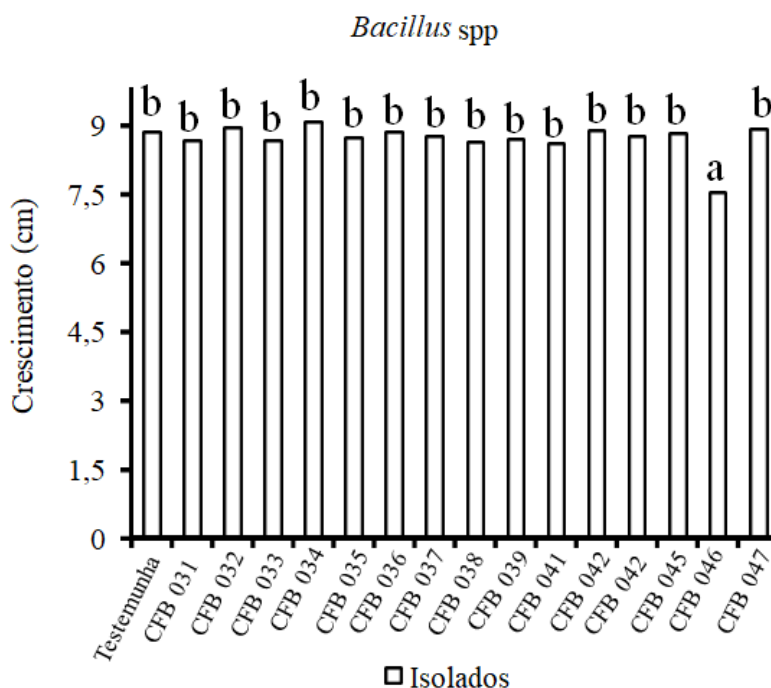 Bacillus spp
b b b b b b b b b b b b b b a b
Crescimento (cm)
9
7,5
6
4,5
3
1,5
0
Testemunha
CFB 031
CFB 032
CFB 033
CFB 034
CFB 035
CFB 036
CFB 037
CFB 038
CFB 039
CFB 041
CFB 042
CFB 042
CFB 045
CFB 046
CFB 047
Isolados